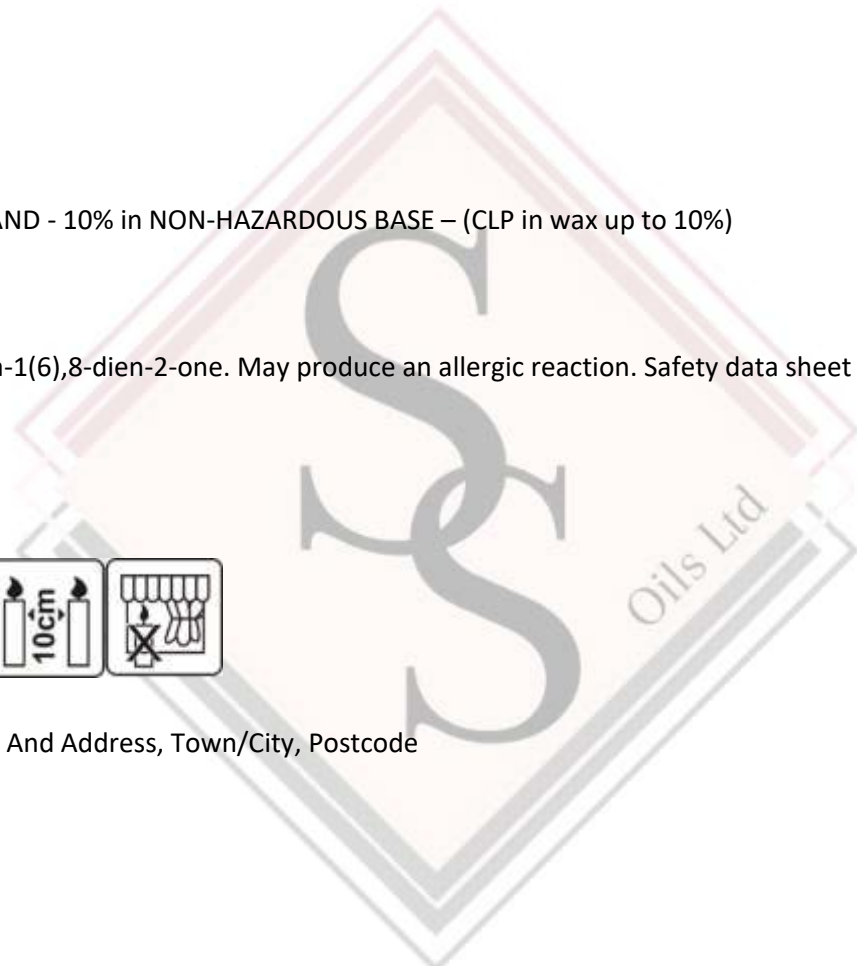 AND - 10% in NON-HAZARDOUS BASE – (CLP in wax up to 10%)
-1(6),8-dien-2-one. May produce an allergic reaction. Safety data sheet
SS
Oils Ltd
10cm
And Address, Town/City, Postcode